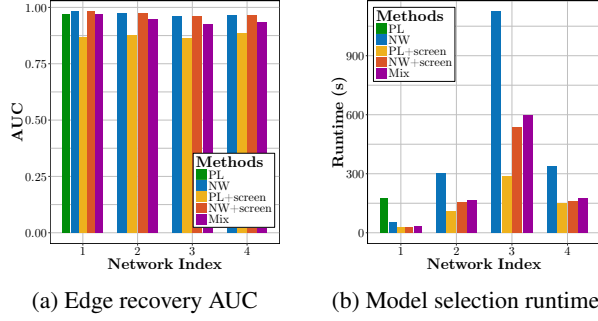 1.00
0.75
0.50
0.25
0.00
AUC
Methods
PL
NW
PL+screen
NW+screen
Mix
1 2 3 4
Network Index
(a) Edge recovery AUC
900
600
300
0
Runtime (s)
Methods
PL
NW
PL+screen
NW+screen
Mix
1 2 3 4
Network Index
(b) Model selection runtime